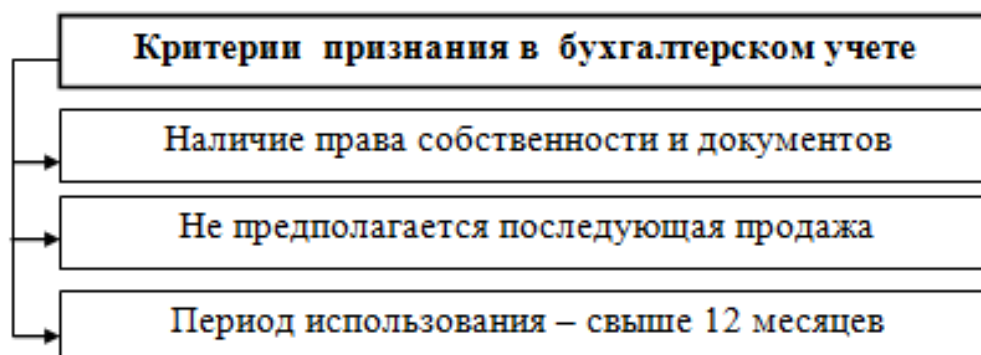 Критерии признания в бухгалтерском учете
Наличие права собственности и документов
Не предполагается последующая продажа
Период использования – свыше 12 месяцев